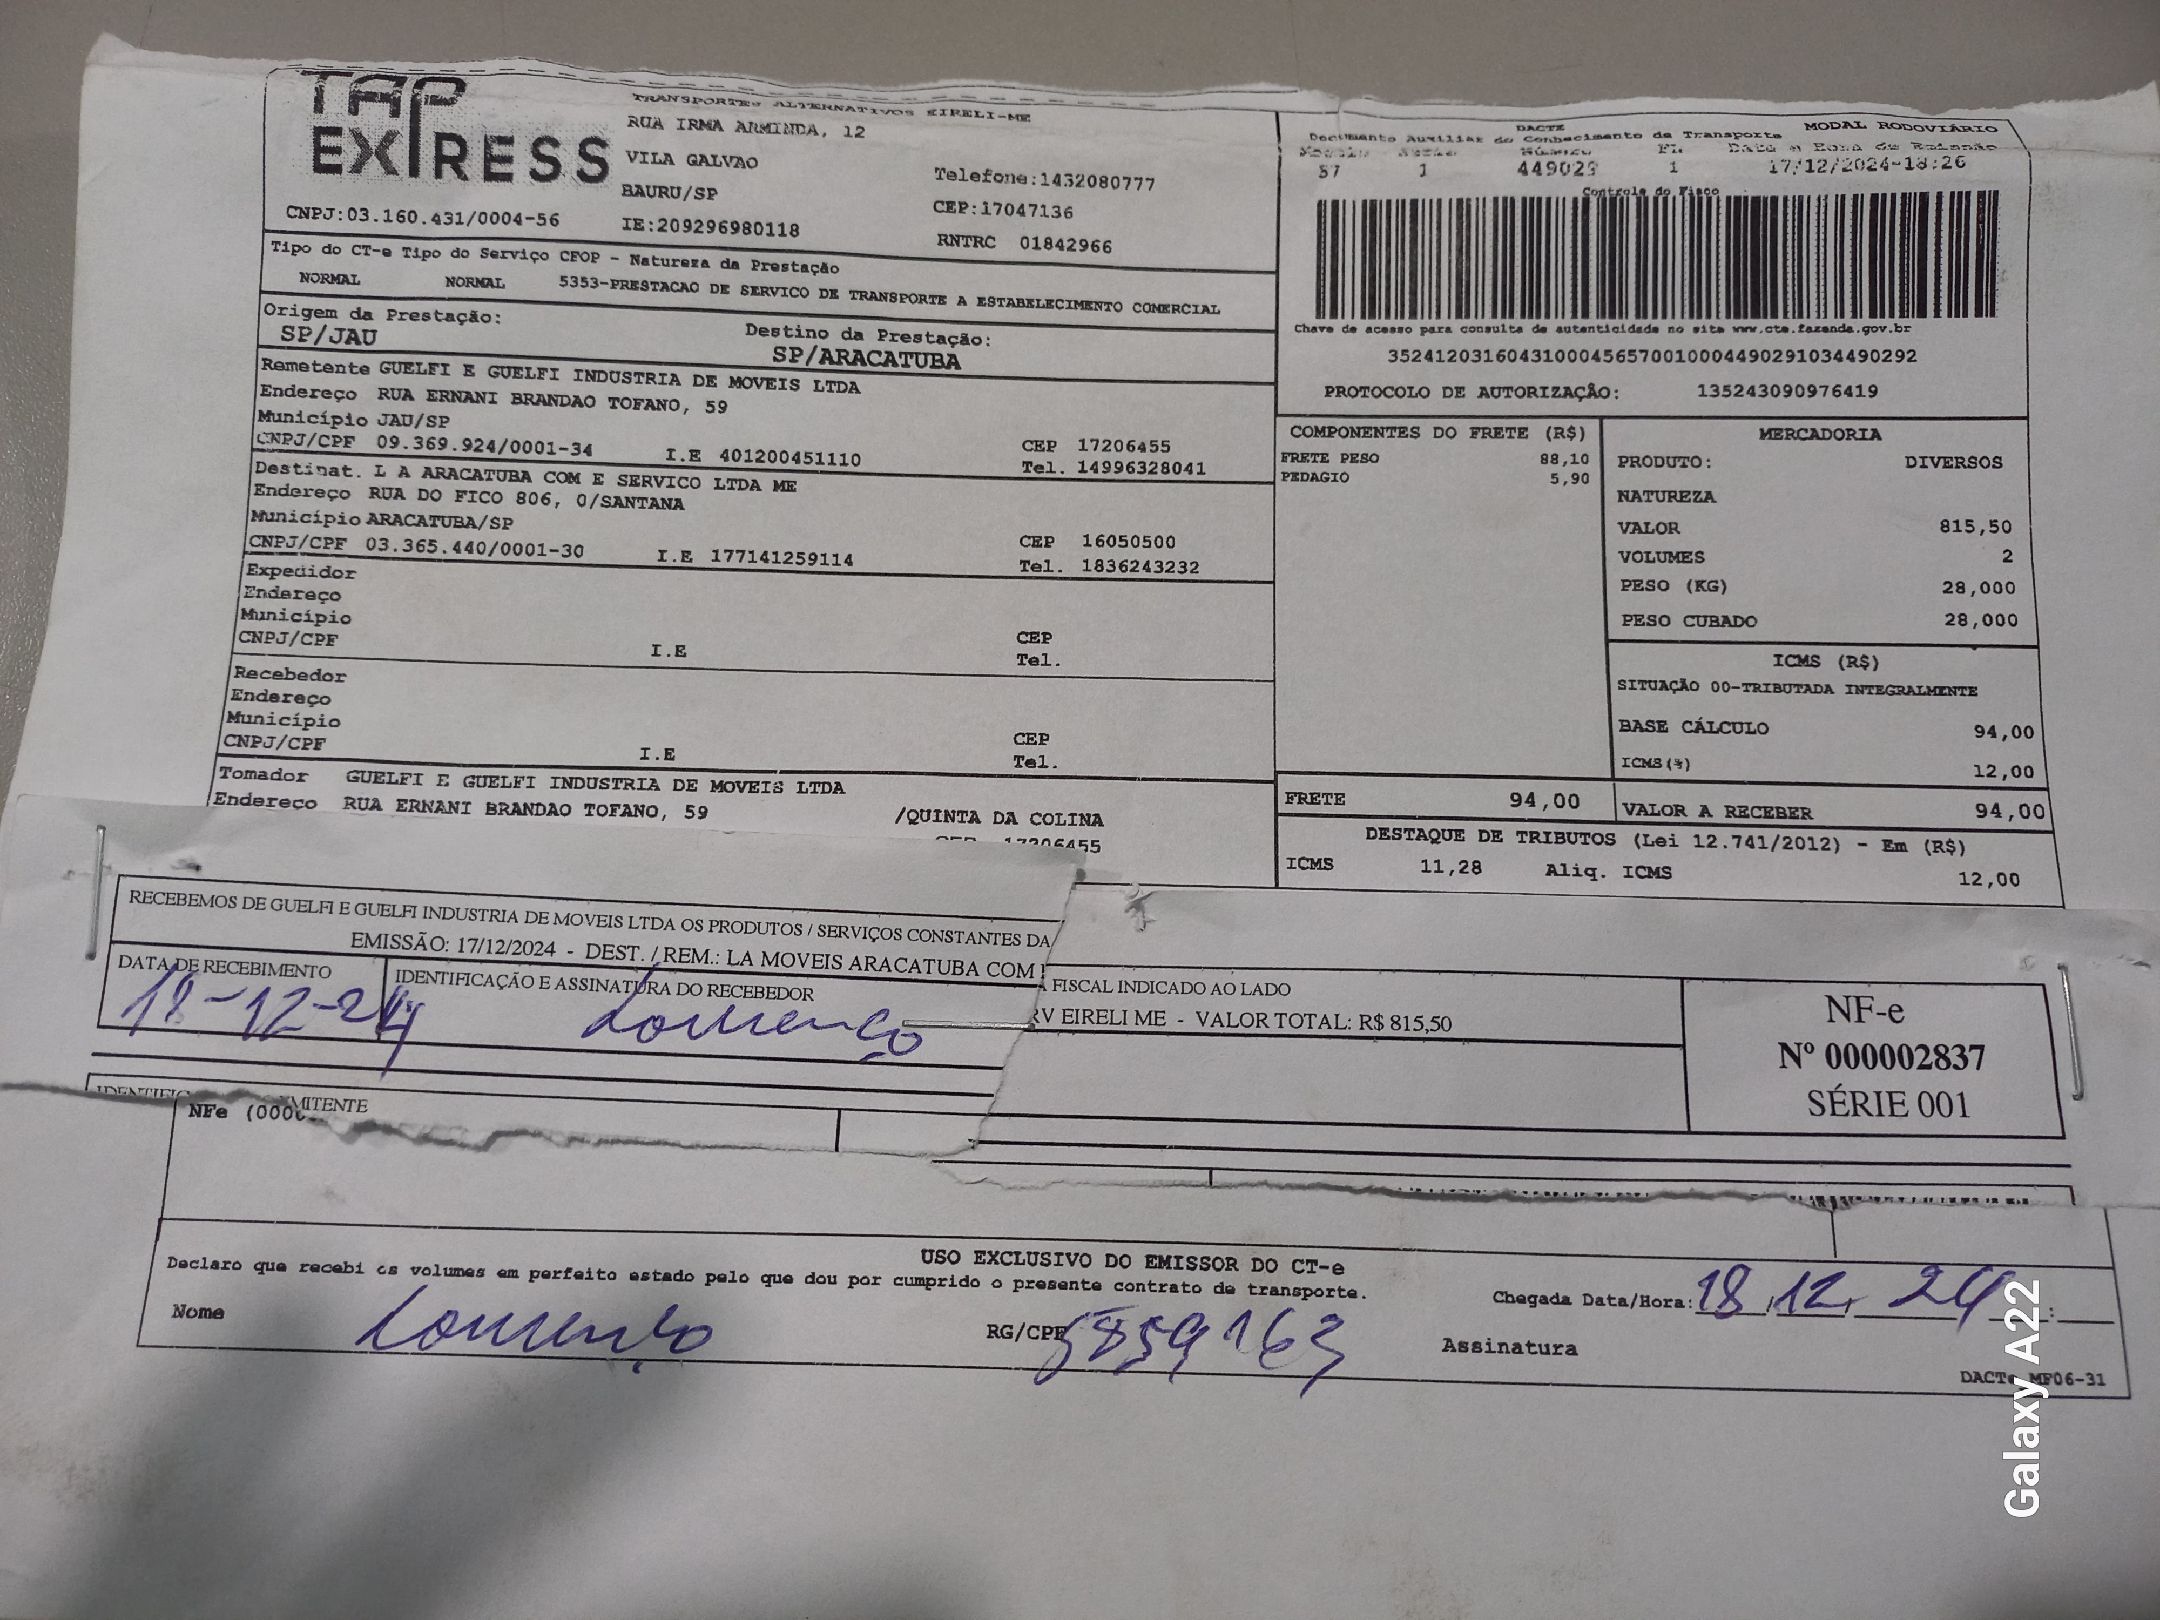 TAP EXPRESS
TRANSPORTES ALTERNATIVOS EIRELI-ME
RUA IRMA ARMINDA, 12
VILA GALVAO
BAURU/SP
Telefone:1432080777
CEP:17047136
CNPJ:03.160.431/0004-56
IE:209296980118
RNTRC 01842966
DACTE
MODAL RODOVIÁRIO
Documento Auxiliar do Conhecimento de Transporte
Número FL Data e Hora de Emissão
57 1 449029 1 17/12/2024-18:26
Controle do Fisco
Chave de acesso para consulta de autenticidade no site www.cte.fazenda.gov.br
35241203160431000456570010004490291034490292
PROTOCOLO DE AUTORIZAÇÃO: 135243090976419
Tipo do CT-e Tipo do Serviço CFOP - Natureza da Prestação
NORMAL NORMAL 5353-PRESTACAO DE SERVICO DE TRANSPORTE A ESTABELECIMENTO COMERCIAL
Origem da Prestação: Destino da Prestação:
SP/JAU SP/ARACATUBA
Remetente GUELFI E GUELFI INDUSTRIA DE MOVEIS LTDA
Endereço RUA ERNANI BRANDAO TOFANO, 59
Município JAU/SP
CNPJ/CPF 09.369.924/0001-34 I.E 401200451110
CEP 17206455
Tel. 14996328041
Destinat. L A ARACATUBA COM E SERVICO LTDA ME
Endereço RUA DO FICO 806, 0/SANTANA
Município ARACATUBA/SP
CNPJ/CPF 03.365.440/0001-30 I.E 177141259114
CEP 16050500
Tel. 1836243232
Expedidor
Endereço
Município
CNPJ/CPF I.E
CEP
Tel.
Recebedor
Endereço
Município
CNPJ/CPF I.E
CEP
Tel.
Tomador GUELFI E GUELFI INDUSTRIA DE MOVEIS LTDA
Endereço RUA ERNANI BRANDAO TOFANO, 59 /QUINTA DA COLINA
CEP 17206455
COMPONENTES DO FRETE (R$)
FRETE PESO 88,10
PEDAGIO 5,90
MERCADORIA
PRODUTO: DIVERSOS
NATUREZA
VALOR 815,50
VOLUMES 2
PESO (KG) 28,000
PESO CUBADO 28,000
ICMS (R$)
SITUAÇÃO 00-TRIBUTADA INTEGRALMENTE
BASE CÁLCULO 94,00
ICMS(%) 12,00
FRETE 94,00 VALOR A RECEBER 94,00
DESTAQUE DE TRIBUTOS (Lei 12.741/2012) - Em (R$)
ICMS 11,28 Aliq. ICMS 12,00
RECEBEMOS DE GUELFI E GUELFI INDUSTRIA DE MOVEIS LTDA OS PRODUTOS / SERVIÇOS CONSTANTES DA FISCAL INDICADO AO LADO
EMISSÃO: 17/12/2024 - DEST. / REM.: LA MOVEIS ARACATUBA COM RV EIRELI ME - VALOR TOTAL: R$ 815,50
DATA DE RECEBIMENTO IDENTIFICAÇÃO E ASSINATURA DO RECEBEDOR
18-12-24 Lourenço
NF-e
Nº 000002837
SÉRIE 001
MITENTE
NFe (000
USO EXCLUSIVO DO EMISSOR DO CT-e
Declaro que recebi os volumes em perfeito estado pelo que dou por cumprido o presente contrato de transporte.
Chegada Data/Hora: 18 12 24 :
Nome Lourenço RG/CPF 5859163 Assinatura
DACTe MF06-31
Galaxy A22